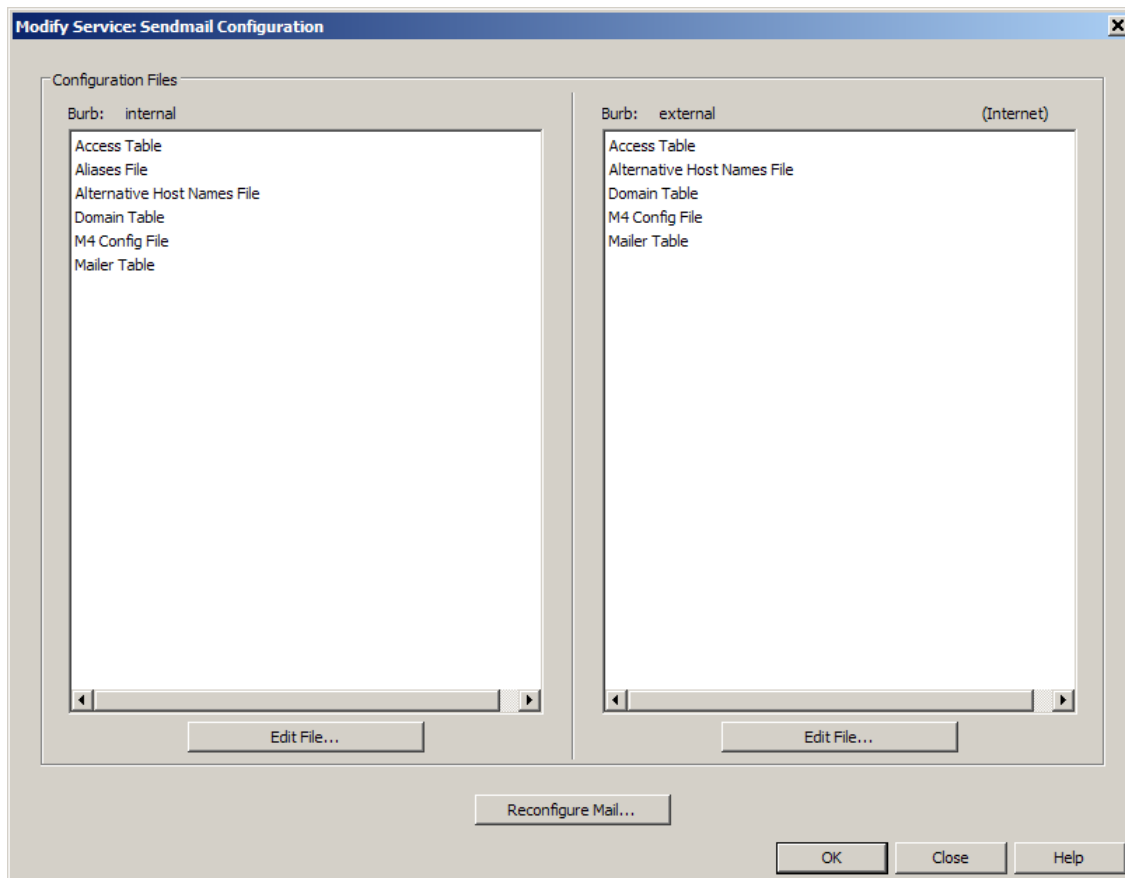 Modify Service: Sendmail Configuration
Configuration Files
Burb: internal
Access Table
Aliases File
Alternative Host Names File
Domain Table
M4 Config File
Mailer Table
Edit File...
Burb: external (Internet)
Access Table
Alternative Host Names File
Domain Table
M4 Config File
Mailer Table
Edit File...
Reconfigure Mail...
OK Close Help